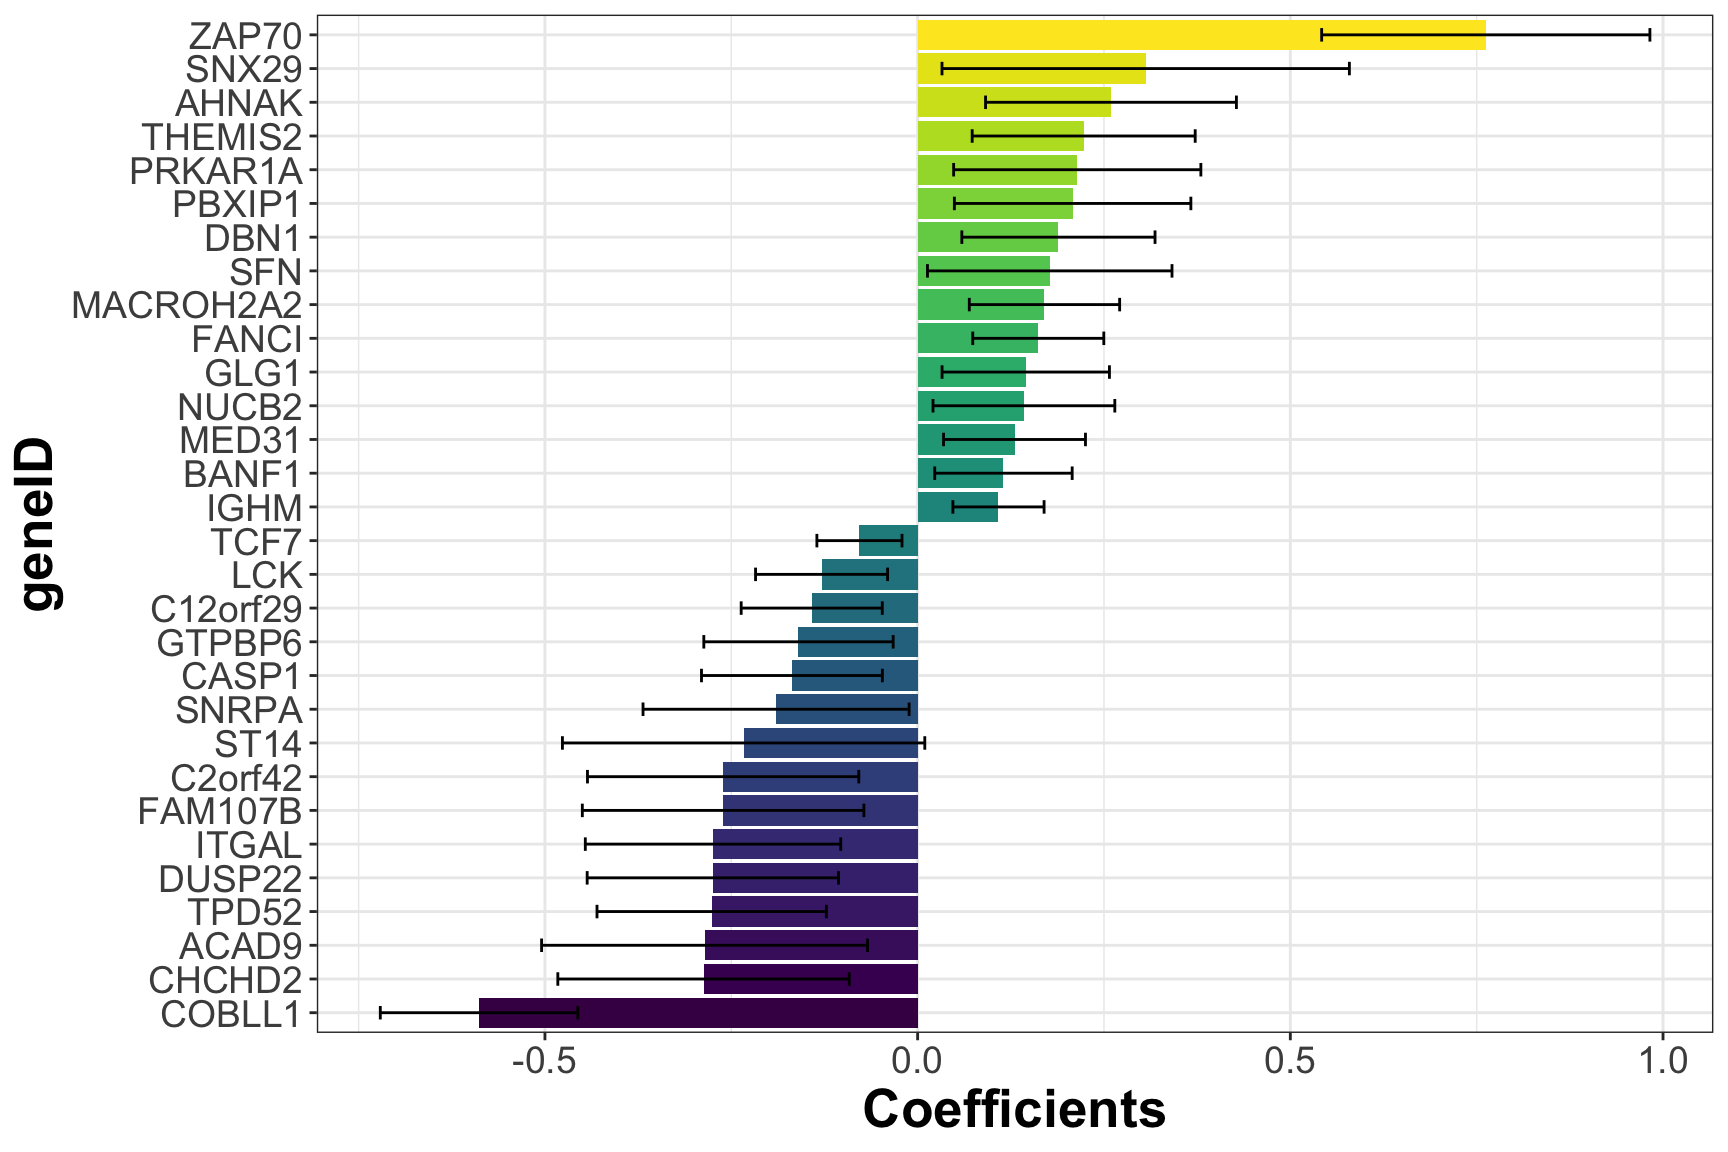 ZAP70
SNX29
AHNAK
THEMIS2
PRKAR1A
PBXIP1
DBN1
SFN
MACROH2A2
FANCI
GLG1
NUCB2
MED31
BANF1
IGHM
TCF7
LCK
C12orf29
GTPBP6
CASP1
SNRPA
ST14
C2orf42
FAM107B
ITGAL
DUSP22
TPD52
ACAD9
CHCHD2
COBLL1
geneID
-0.5 0.0 0.5 1.0
Coefficients